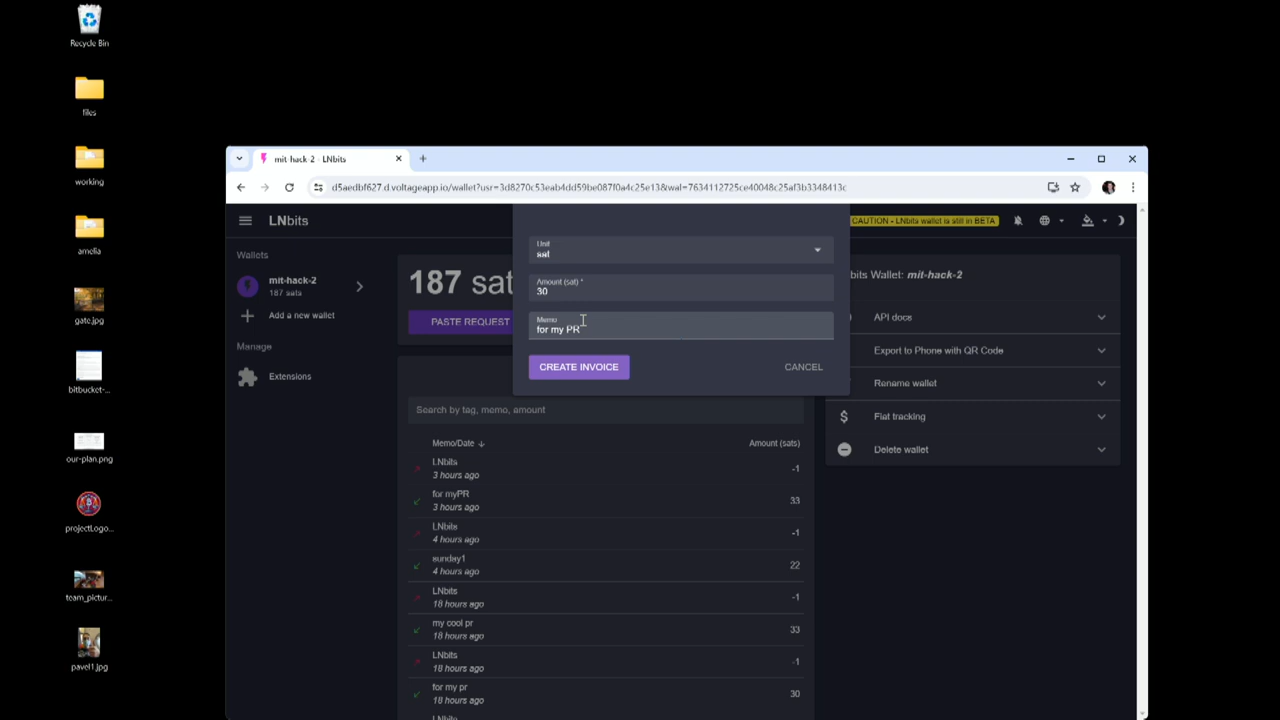 Recycle Bin
files
working
amelia
gate.jpg
bitbucket-...
our-plan.png
projectLogo...
team_pictur...
pavel1.jpg
mit-hack-2 - LNbits
d5aedbf627.d.voltageapp.io/wallet?usr=3d8270c53eab4dd59be087f0a4c25e13&wal=7634112725ce40048c25af3b3348413c
LNbits
CAUTION - LNbits wallet is still in BETA
Wallets
mit-hack-2
187 sats
Add a new wallet
Manage
Extensions
187 sat
PASTE REQUEST
Unit
sat
Amount (sat) *
30
Memo
for my PR
CREATE INVOICE
CANCEL
Search by tag, memo, amount
Memo/Date
Amount (sats)
LNbits
3 hours ago
-1
for myPR
3 hours ago
33
LNbits
4 hours ago
-1
sunday1
4 hours ago
22
LNbits
18 hours ago
-1
my cool pr
18 hours ago
33
LNbits
18 hours ago
-1
for my pr
18 hours ago
30
LNbits
bits Wallet: mit-hack-2
API docs
Export to Phone with QR Code
Rename wallet
Fiat tracking
Delete wallet